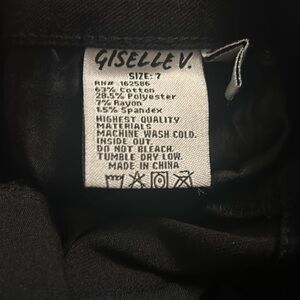 GISELLE V.
SIZE: 7
RN# 162586
63% Cotton
28.5% Polyester
7% Rayon
1.5% Spandex
HIGHEST QUALITY
MATERIALS
MACHINE WASH COLD.
INSIDE OUT.
DO NOT BLEACH.
TUMBLE DRY LOW.
MADE IN CHINA